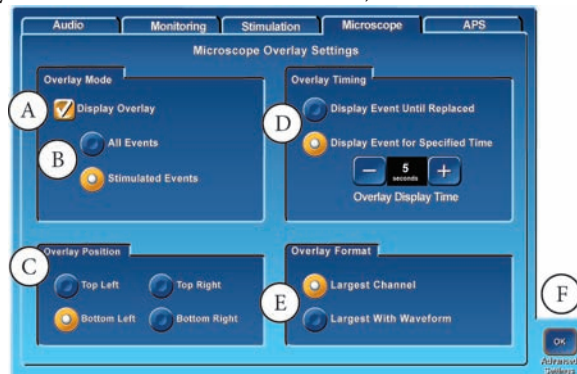 Audio Monitoring Stimulation Microscope APS
Microscope Overlay Settings
Overlay Mode
A Display Overlay
B
All Events
Stimulated Events
Overlay Timing
Display Event Until Replaced
D
Display Event for Specified Time
– 5 +
seconds
Overlay Display Time
Overlay Position
C
Top Left Top Right
Bottom Left Bottom Right
Overlay Format
Largest Channel
E
Largest With Waveform
F
OK
Advanced
Settings